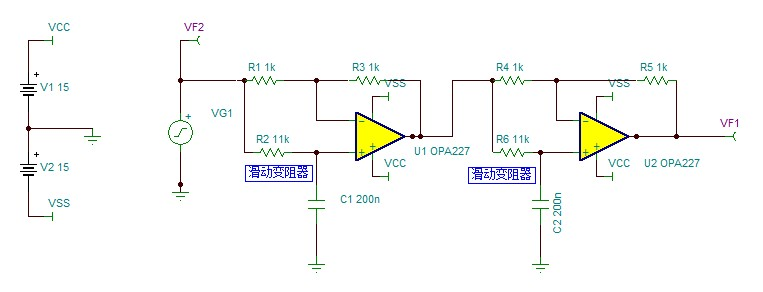 VCC
VF2
R1 1k
R3 1k
R4 1k
R5 1k
VSS
VSS
V1 15
VG1
VF1
R2 11k
R6 11k
U1 OPA227
U2 OPA227
V2 15
滑动变阻器
VCC
滑动变阻器
VCC
VSS
C1 200n
C2 200n